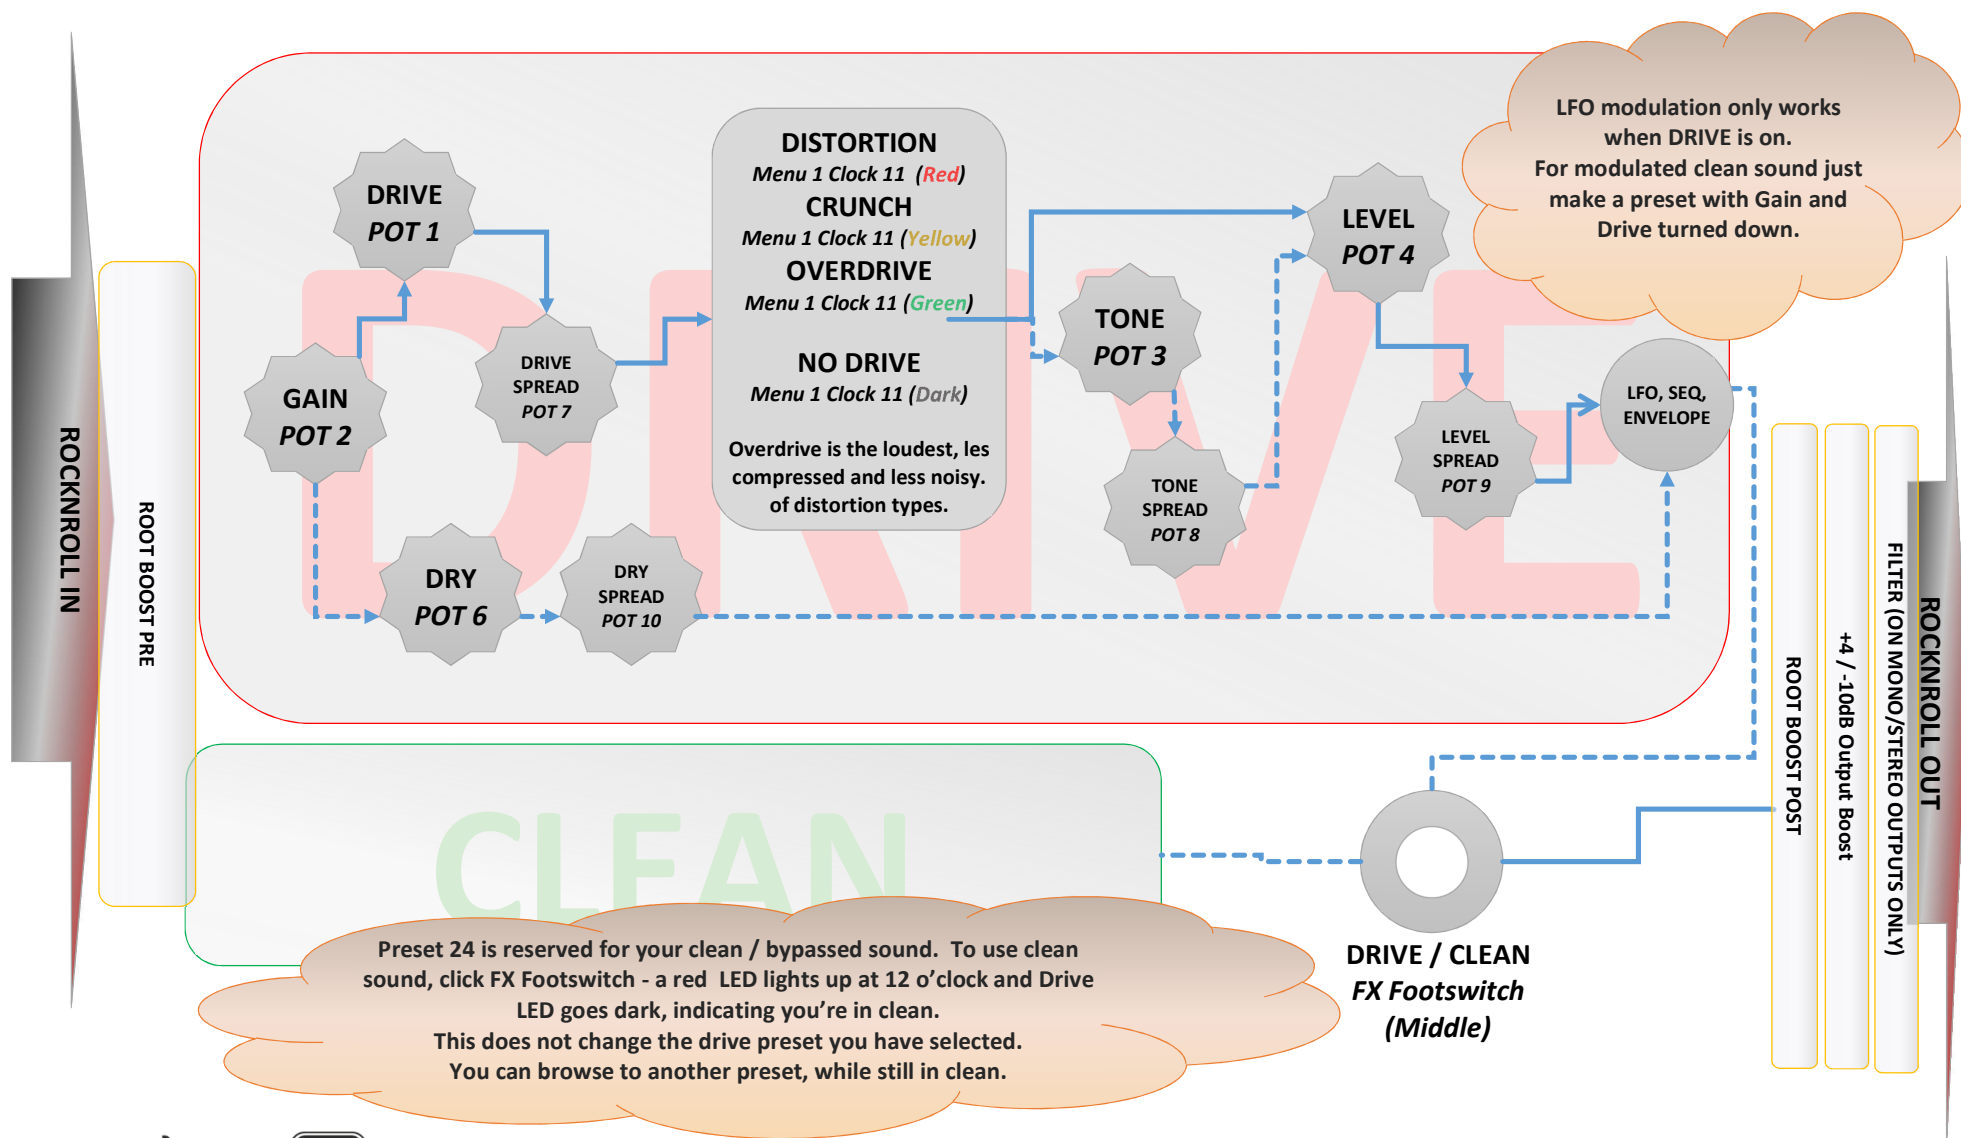 ROCKNROLL IN
ROOT BOOST PRE
DRIVE
DRIVE
POT 1
GAIN
POT 2
DRIVE
SPREAD
POT 7
DISTORTION
Menu 1 Clock 11 (Red)
CRUNCH
Menu 1 Clock 11 (Yellow)
OVERDRIVE
Menu 1 Clock 11 (Green)
NO DRIVE
Menu 1 Clock 11 (Dark)
Overdrive is the loudest, les
compressed and less noisy.
of distortion types.
TONE
POT 3
TONE
SPREAD
POT 8
LEVEL
POT 4
LEVEL
SPREAD
POT 9
LFO, SEQ,
ENVELOPE
DRY
POT 6
DRY
SPREAD
POT 10
LFO modulation only works
when DRIVE is on.
For modulated clean sound just
make a preset with Gain and
Drive turned down.
CLEAN
Preset 24 is reserved for your clean / bypassed sound.  To use clean
sound, click FX Footswitch - a red  LED lights up at 12 o’clock and Drive
LED goes dark, indicating you’re in clean.
This does not change the drive preset you have selected.
You can browse to another preset, while still in clean.
DRIVE / CLEAN
FX Footswitch
(Middle)
ROOT BOOST POST
+4 / -10dB Output Boost
FILTER (ON MONO/STEREO OUTPUTS ONLY)
ROCKNROLL OUT